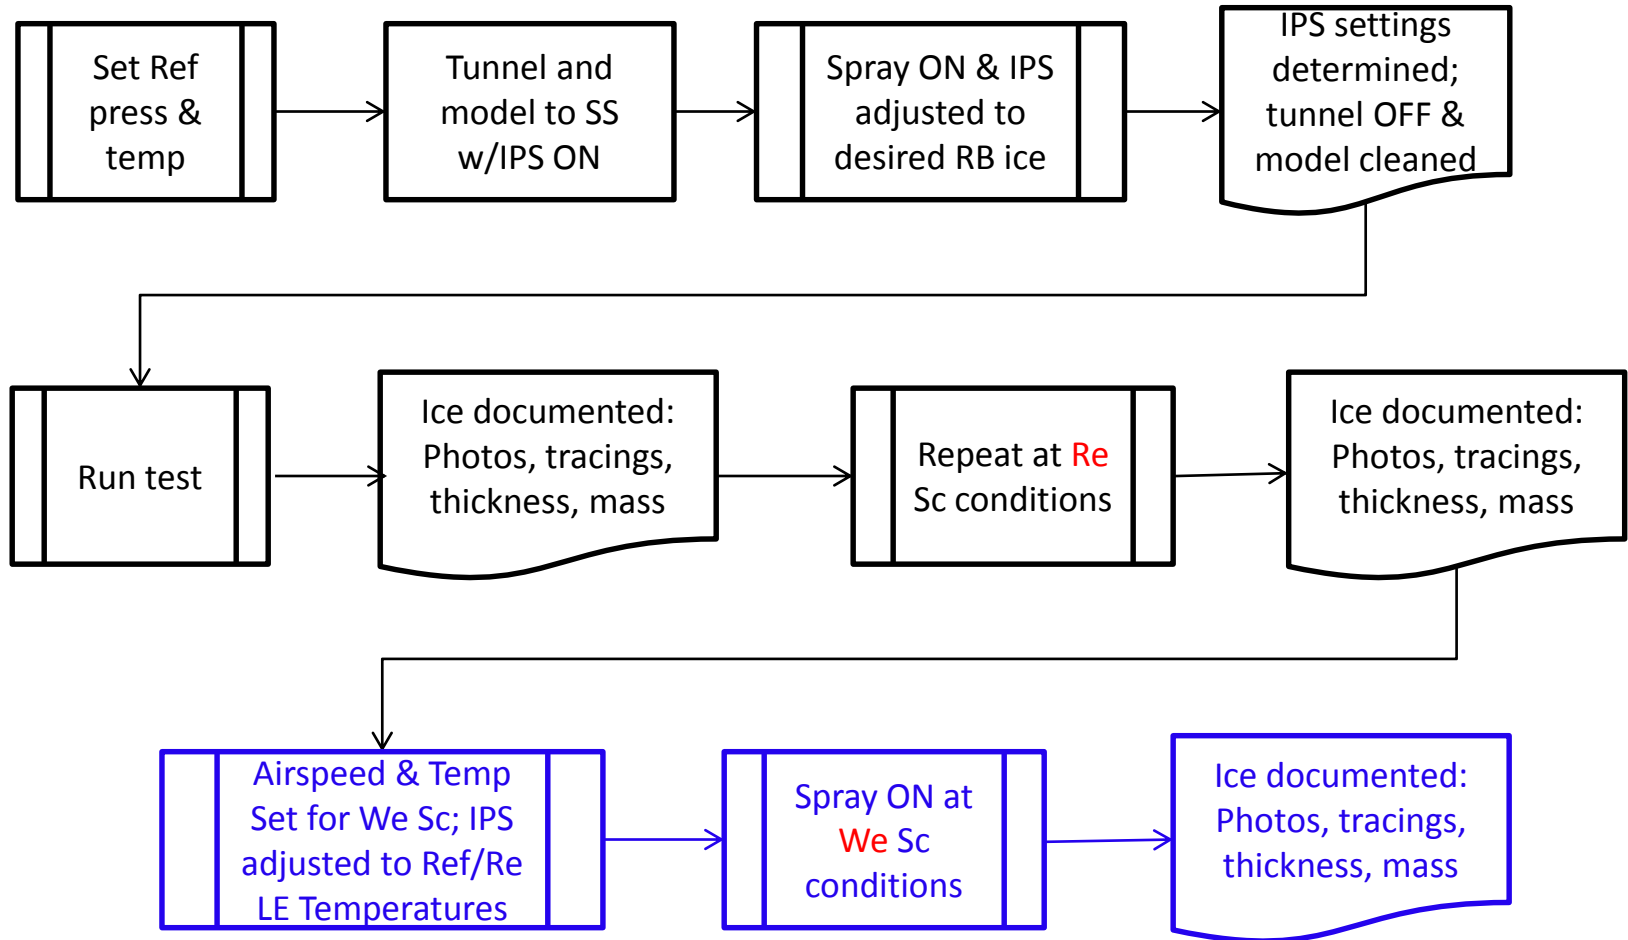 Set Ref
press &
temp
Tunnel and
model to SS
w/IPS ON
Spray ON & IPS
adjusted to
desired RB ice
IPS settings
determined;
tunnel OFF &
model cleaned
Run test
Ice documented:
Photos, tracings,
thickness, mass
Repeat at Re
Sc conditions
Ice documented:
Photos, tracings,
thickness, mass
Airspeed & Temp
Set for We Sc; IPS
adjusted to Ref/Re
LE Temperatures
Spray ON at
We Sc
conditions
Ice documented:
Photos, tracings,
thickness, mass